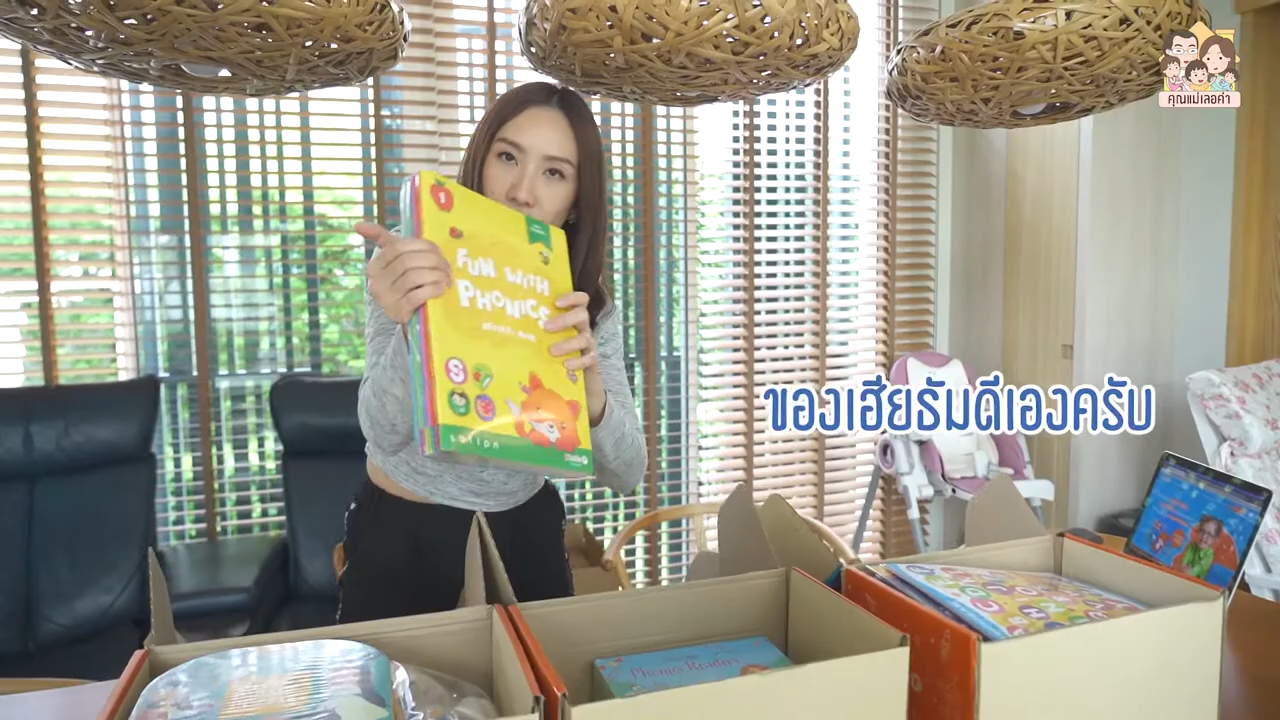 คุณแม่เลอค่า
1
FUN WITH
PHONICS
S
ของเฮียธัมดีเองครับ
Phonics Readers